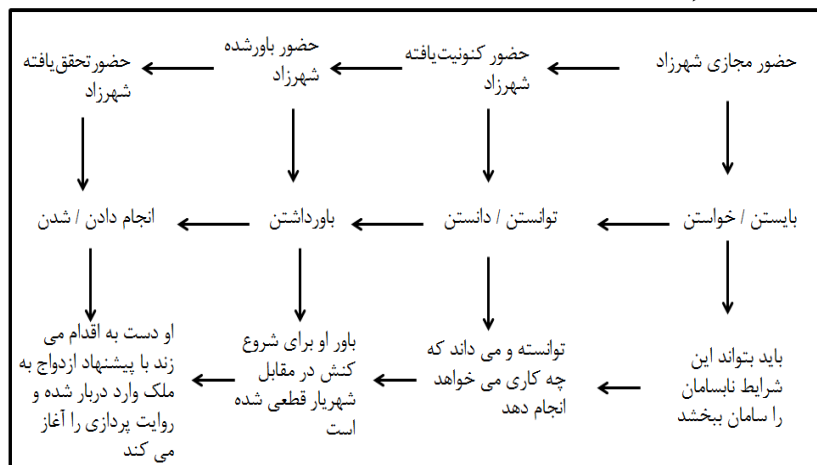 حضور مجازی شهرزاد
حضور کنونیت‌یافته
شهرزاد
حضور باورشده
شهرزاد
حضورتحقق‌یافته
شهرزاد
بایستن / خواستن
توانستن / دانستن
باورداشتن
انجام دادن / شدن
باید بتواند این
شرایط نابسامان
را سامان ببخشد
توانسته و می داند که
چه کاری می خواهد
انجام دهد
باور او برای شروع
کنش در مقابل
شهریار قطعی شده
است
او دست به اقدام می
زند با پیشنهاد ازدواج به
ملک وارد دربار شده و
روایت پردازی را آغاز
می کند